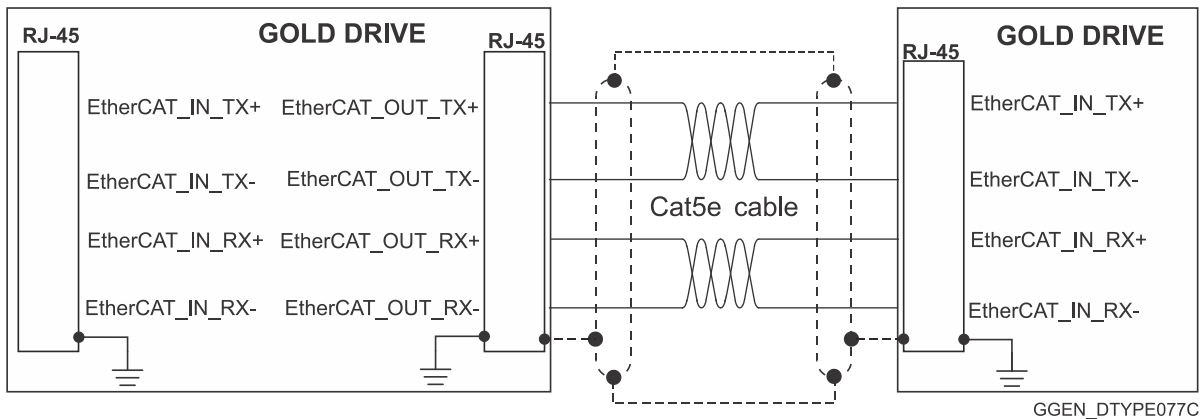 RJ-45
GOLD DRIVE
RJ-45
EtherCAT_IN_TX+
EtherCAT_OUT_TX+
EtherCAT_IN_TX-
EtherCAT_OUT_TX-
EtherCAT_IN_RX+
EtherCAT_OUT_RX+
EtherCAT_IN_RX-
EtherCAT_OUT_RX-
Cat5e cable
GOLD DRIVE
RJ-45
EtherCAT_IN_TX+
EtherCAT_IN_TX-
EtherCAT_IN_RX+
EtherCAT_IN_RX-
GGEN_DTYPE077C